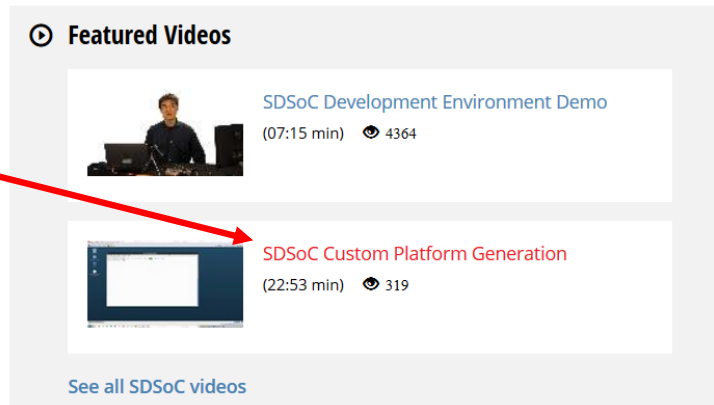 Featured Videos
SDSoC Development Environment Demo
(07:15 min) 4364
SDSoC Custom Platform Generation
(22:53 min) 319
See all SDSoC videos